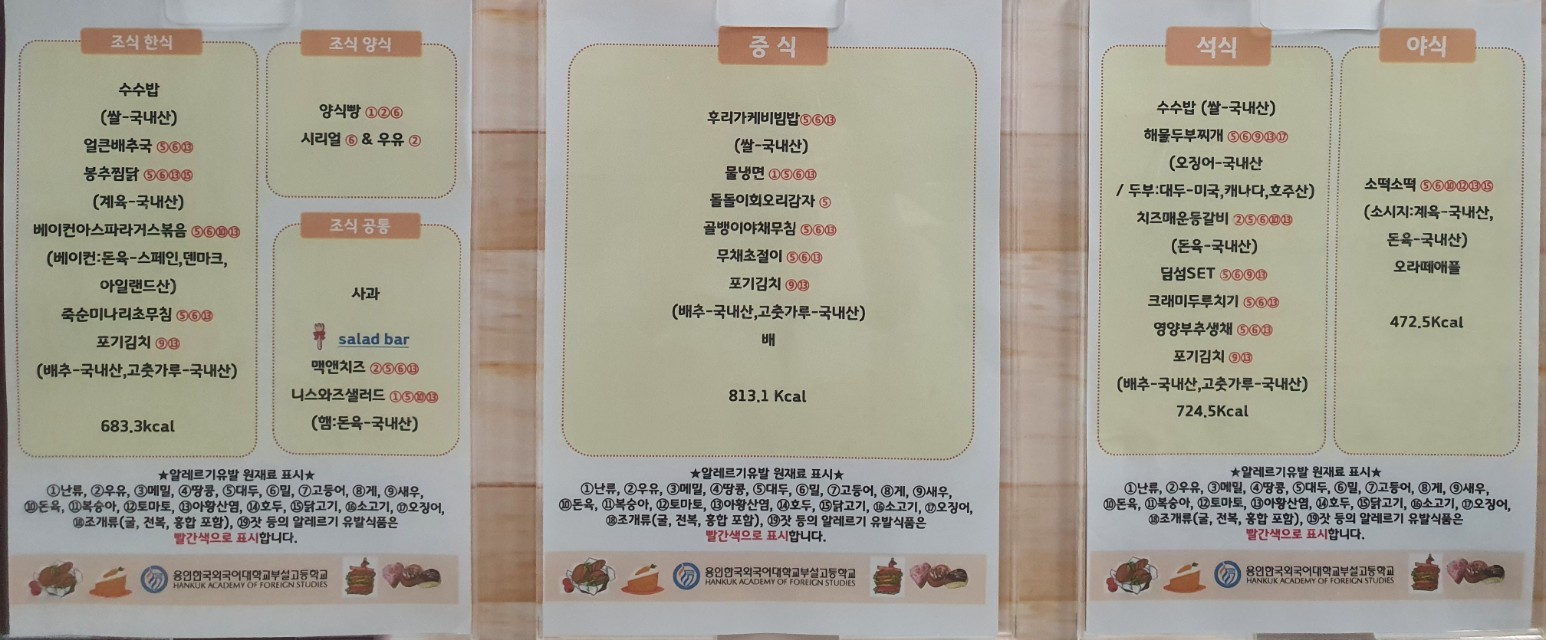 조식 한식
수수밥
(쌀-국내산)
얼큰배추국 ⑤⑥⑬
봉추찜닭 ⑤⑥⑬⑮
(계육-국내산)
베이컨아스파라거스볶음 ⑤⑥⑩⑬
(베이컨:돈육-스페인,덴마크,
아일랜드산)
죽순미나리초무침 ⑤⑥⑬
포기김치 ⑨⑬
(배추-국내산,고춧가루-국내산)
683.3kcal
조식 양식
양식빵 ①②⑥
시리얼 ⑥ & 우유 ②
조식 공통
사과
salad bar
맥앤치즈 ②⑤⑥⑬
니스와즈샐러드 ①⑤⑩⑬
(햄:돈육-국내산)
★알레르기유발 원재료 표시★
①난류, ②우유, ③메밀, ④땅콩, ⑤대두, ⑥밀, ⑦고등어, ⑧게, ⑨새우,
⑩돈육, ⑪복숭아, ⑫토마토, ⑬아황산염, ⑭호두, ⑮닭고기, ⑯소고기, ⑰오징어,
⑱조개류(굴, 전복, 홍합 포함), ⑲잣 등의 알레르기 유발식품은
빨간색으로 표시합니다.
용인한국외국어대학교부설고등학교
HANKUK ACADEMY OF FOREIGN STUDIES
중 식
후리가케비빔밥⑤⑥⑬
(쌀-국내산)
물냉면 ①⑤⑥⑬
돌돌이회오리감자 ⑤
골뱅이야채무침 ⑤⑥⑬
무채초절이 ⑤⑥⑬
포기김치 ⑨⑬
(배추-국내산,고춧가루-국내산)
배
813.1 Kcal
★알레르기유발 원재료 표시★
①난류, ②우유, ③메밀, ④땅콩, ⑤대두, ⑥밀, ⑦고등어, ⑧게, ⑨새우,
⑩돈육, ⑪복숭아, ⑫토마토, ⑬아황산염, ⑭호두, ⑮닭고기, ⑯소고기, ⑰오징어,
⑱조개류(굴, 전복, 홍합 포함), ⑲잣 등의 알레르기 유발식품은
빨간색으로 표시합니다.
용인한국외국어대학교부설고등학교
HANKUK ACADEMY OF FOREIGN STUDIES
석식
수수밥 (쌀-국내산)
해물두부찌개 ⑤⑥⑨⑬⑰
(오징어-국내산
/ 두부:대두-미국,캐나다,호주산)
치즈매운등갈비 ②⑤⑥⑩⑬
(돈육-국내산)
딤섬SET ⑤⑥⑨⑬
크래미두루치기 ⑤⑥⑬
영양부추생채 ⑤⑥⑬
포기김치 ⑨⑬
(배추-국내산,고춧가루-국내산)
724.5Kcal
야식
소떡소떡 ⑤⑥⑩⑫⑬⑮
(소시지:계육-국내산,
돈육-국내산)
오라떼애플
472.5Kcal
★알레르기유발 원재료 표시★
①난류, ②우유, ③메밀, ④땅콩, ⑤대두, ⑥밀, ⑦고등어, ⑧게, ⑨새우,
⑩돈육, ⑪복숭아, ⑫토마토, ⑬아황산염, ⑭호두, ⑮닭고기, ⑯소고기, ⑰오징어,
⑱조개류(굴, 전복, 홍합 포함), ⑲잣 등의 알레르기 유발식품은
빨간색으로 표시합니다.
용인한국외국어대학교부설고등학교
HANKUK ACADEMY OF FOREIGN STUDIES